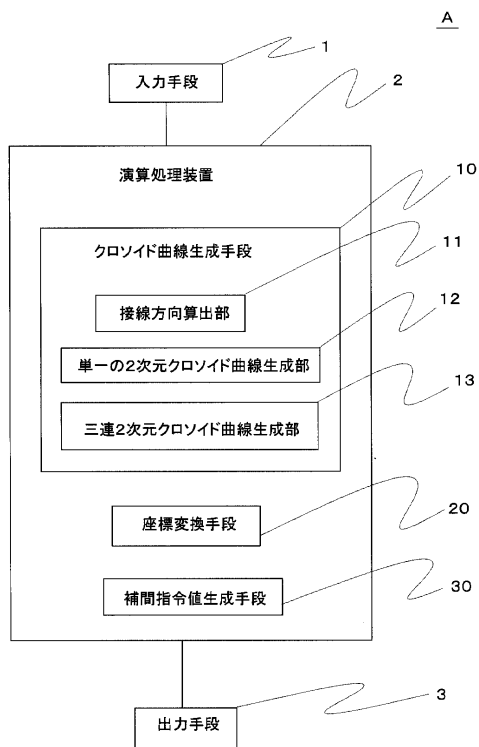 A
1
入力手段
2
演算処理装置
10
クロソイド曲線生成手段
11
接線方向算出部
12
単一の2次元クロソイド曲線生成部
13
三連2次元クロソイド曲線生成部
20
座標変換手段
30
補間指令値生成手段
3
出力手段